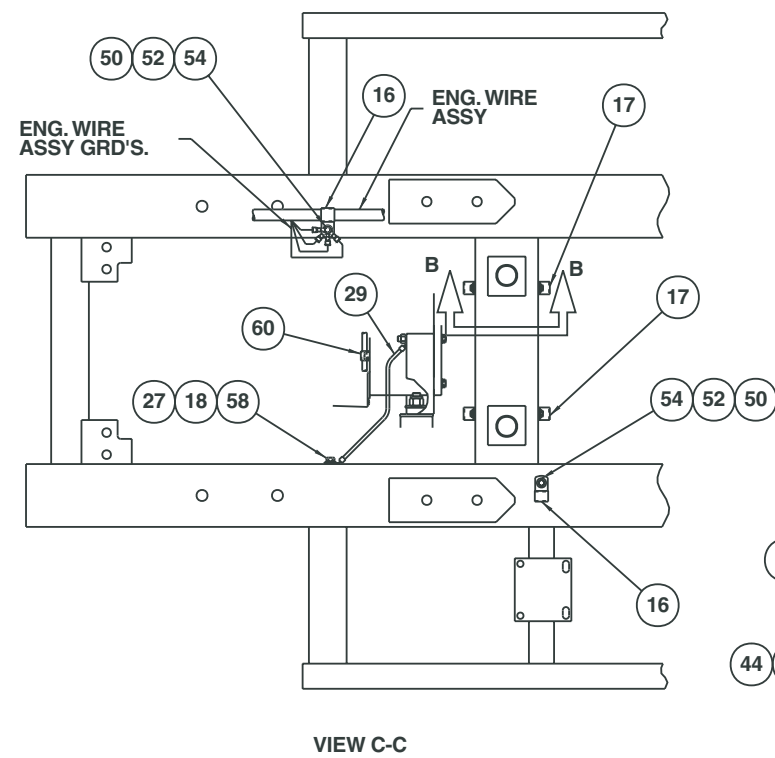 50 52 54
16
ENG. WIRE
ASSY
17
ENG. WIRE
ASSY GRD'S.
B B
29
17
60
27 18 58
54 52 50
16
44
VIEW C-C